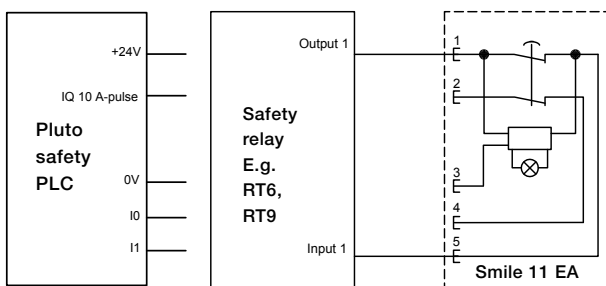 +24V
IQ 10 A-pulse
Pluto
safety
PLC
0V
I0
I1
Output 1
Safety
relay
E.g.
RT6,
RT9
Input 1
1
2
3
4
5
Smile 11 EA